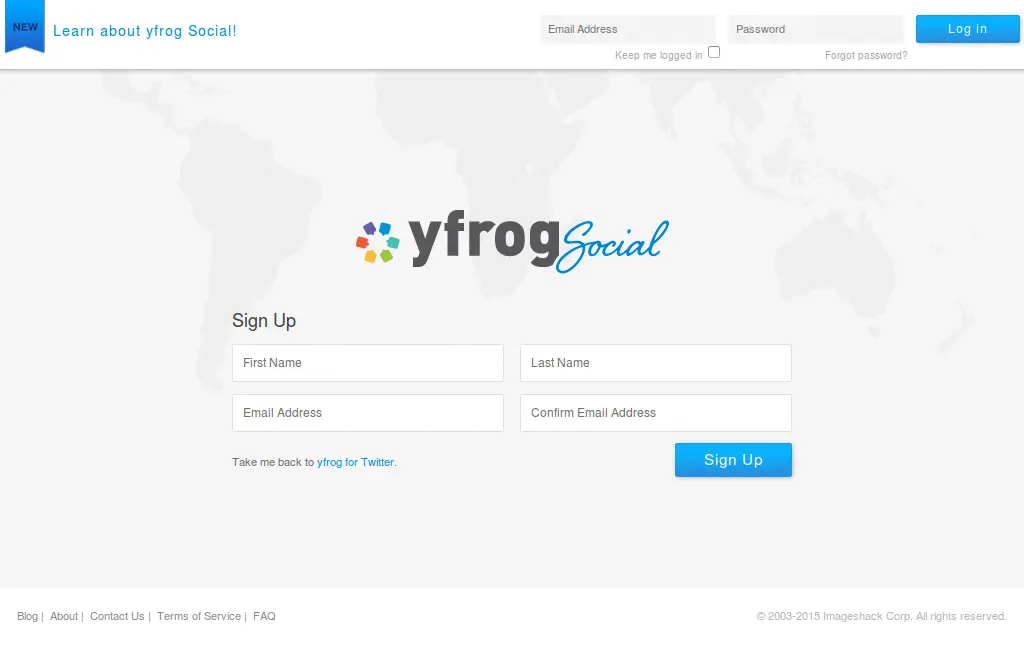 NEW
Learn about yfrog Social!
Email Address
Password
Log in
Keep me logged in
Forgot password?
yfrog Social
Sign Up
First Name
Last Name
Email Address
Confirm Email Address
Take me back to yfrog for Twitter.
Sign Up
Blog | About | Contact Us | Terms of Service | FAQ
© 2003-2015 Imageshack Corp. All rights reserved.